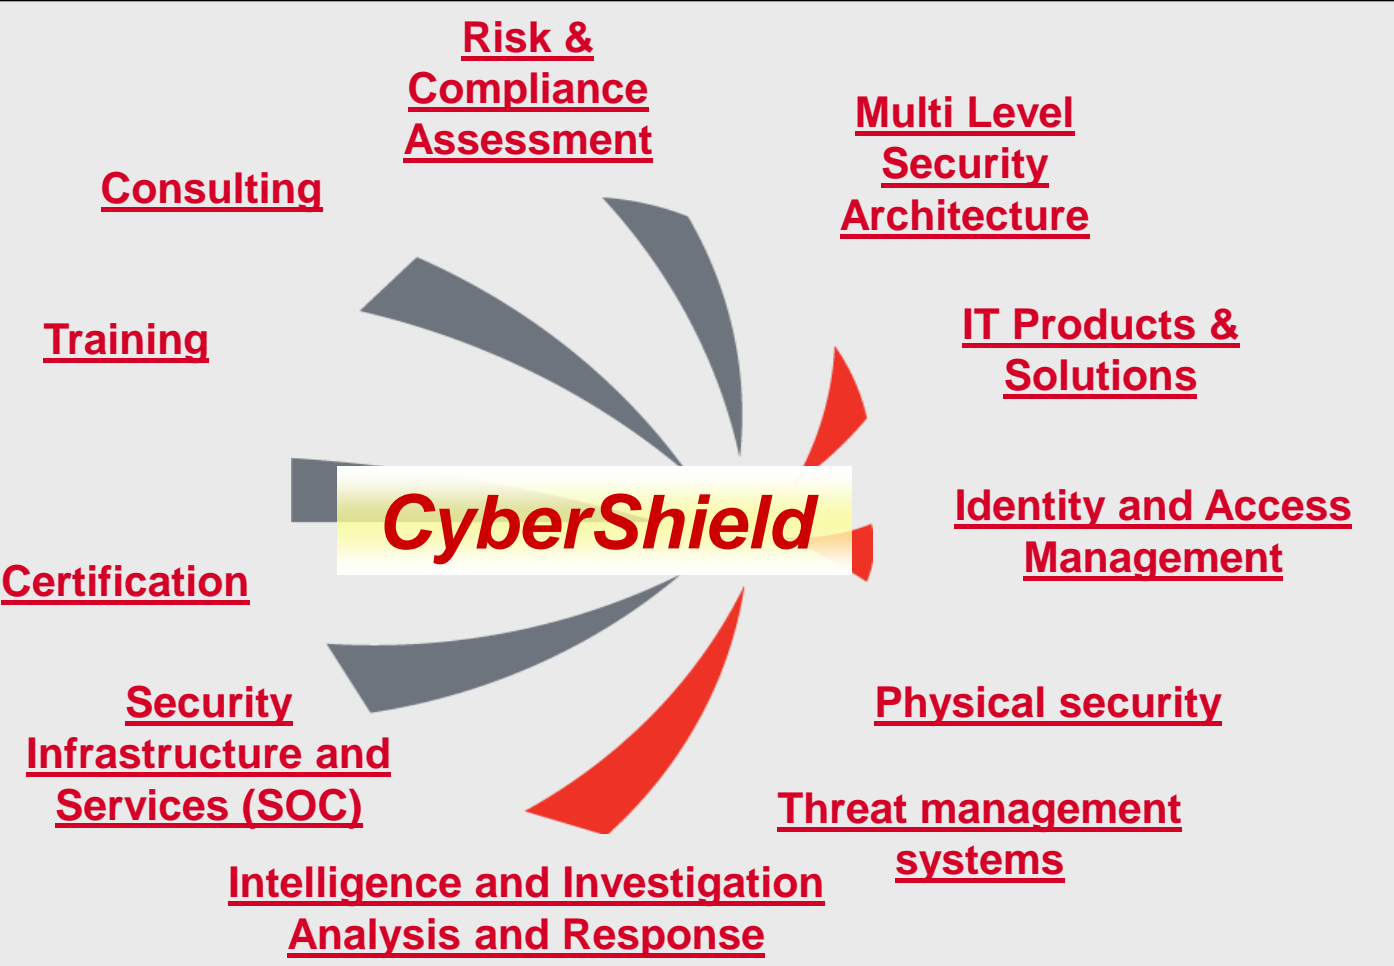 Risk &
Compliance
Assessment
Multi Level
Security
Architecture
Consulting
IT Products &
Solutions
Training
CyberShield
Identity and Access
Management
Certification
Security
Infrastructure and
Services (SOC)
Physical security
Threat management
systems
Intelligence and Investigation
Analysis and Response